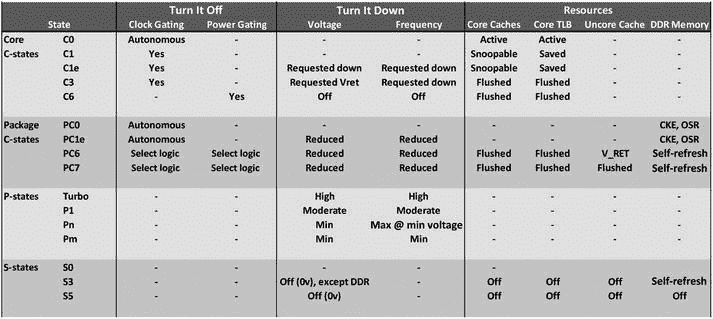 Turn It Off Turn It Down Resources
State Clock Gating Power Gating Voltage Frequency Core Caches Core TLB Uncore Cache DDR Memory
Core C0 Autonomous - - - Active Active - -
C-states C1 Yes - - - Snoopable Saved - -
C1e Yes - Requested down Requested down Snoopable Saved - -
C3 Yes - Requested Vret Requested down Flushed Flushed - -
C6 - Yes Off Off Flushed Flushed - -
Package PC0 Autonomous - - - - - - CKE, OSR
C-states PC1e Autonomous - Reduced Reduced - - - CKE, OSR
PC6 Select logic Select logic Reduced Reduced Flushed Flushed V_RET Self-refresh
PC7 Select logic Select logic Reduced Reduced Flushed Flushed Flushed Self-refresh
P-states Turbo - - High High - - - -
P1 - - Moderate Moderate - - - -
Pn - - Min Max @ min voltage - - - -
Pm - - Min Min - - - -
S-states S0 - - - - -
S3 - - Off (0v), except DDR - Off Off Off Self-refresh
S5 - - Off (0v) - Off Off Off Off